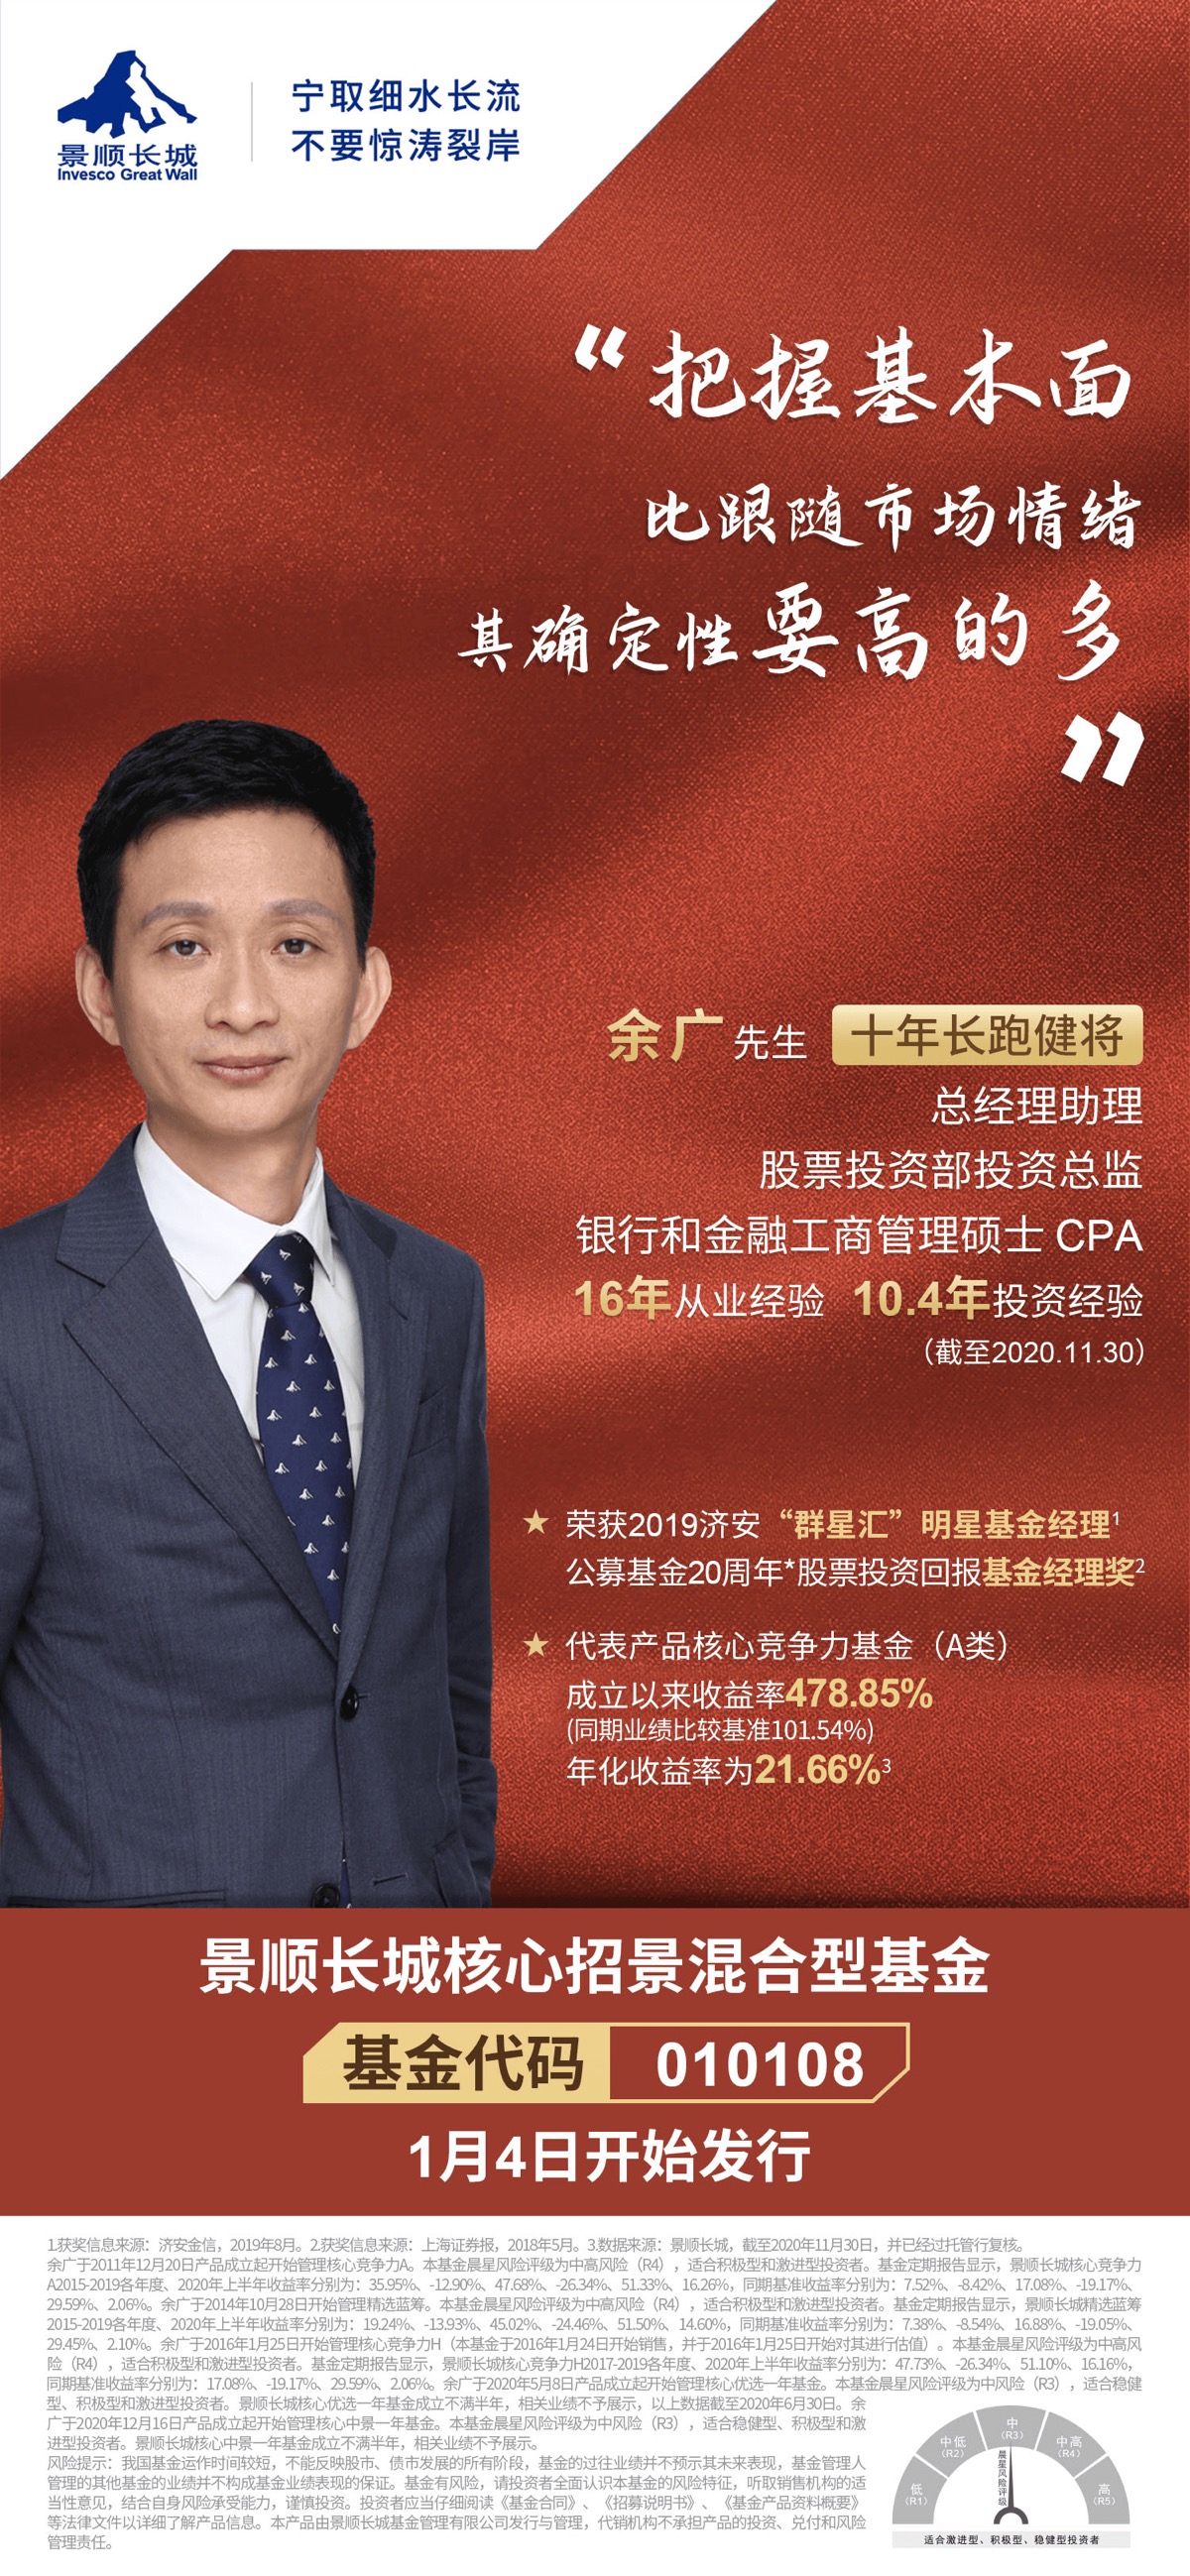 宁取细水长流
不要惊涛裂岸
景顺长城
Invesco Great Wall
“把握基本面
比跟随市场情绪
其确定性要高的多
”
余广先生 十年长跑健将
总经理助理
股票投资部投资总监
银行和金融工商管理硕士 CPA
16年从业经验 10.4年投资经验
（截至2020.11.30）
★ 荣获2019济安“群星汇”明星基金经理1
公募基金20周年*股票投资回报基金经理奖2
★ 代表产品核心竞争力基金（A类）
成立以来收益率478.85%
(同期业绩比较基准101.54%)
年化收益率为21.66%3
景顺长城核心招景混合型基金
基金代码 010108
1月4日开始发行
1.获奖信息来源：济安金信，2019年8月。2.获奖信息来源：上海证券报，2018年5月。3.数据来源：景顺长城，截至2020年11月30日，并已经过托管行复核。
余广于2011年12月20日产品成立起开始管理核心竞争力A。本基金晨星风险评级为中高风险（R4），适合积极型和激进型投资者。基金定期报告显示，景顺长城核心竞争力
A2015-2019各年度、2020年上半年收益率分别为：35.95%、-12.90%、47.68%、-26.34%、51.33%、16.26%，同期基准收益率分别为：7.52%、-8.42%、17.08%、-19.17%、
29.59%、2.06%。余广于2014年10月28日开始管理精选蓝筹。本基金晨星风险评级为中高风险（R4），适合积极型和激进型投资者。基金定期报告显示，景顺长城精选蓝筹
2015-2019各年度、2020年上半年收益率分别为：19.24%、-13.93%、45.02%、-24.46%、51.50%、14.60%，同期基准收益率分别为：7.38%、-8.54%、16.88%、-19.05%、
29.45%、2.10%。余广于2016年1月25日开始管理核心竞争力H（本基金于2016年1月24日开始销售，并于2016年1月25日开始对其进行估值）。本基金晨星风险评级为中高风
险（R4），适合积极型和激进型投资者。基金定期报告显示，景顺长城核心竞争力H2017-2019各年度、2020年上半年收益率分别为：47.73%、-26.34%、51.10%、16.16%，
同期基准收益率分别为：17.08%、-19.17%、29.59%、2.06%。余广于2020年5月8日产品成立起开始管理核心优选一年基金。本基金晨星风险评级为中风险（R3），适合稳健
型、积极型和激进型投资者。景顺长城核心优选一年基金成立不满半年，相关业绩不予展示，以上数据截至2020年6月30日。余
广于2020年12月16日产品成立起开始管理核心中景一年基金。本基金晨星风险评级为中风险（R3），适合稳健型、积极型和激
进型投资者。景顺长城核心中景一年基金成立不满半年，相关业绩不予展示。
风险提示：我国基金运作时间较短，不能反映股市、债市发展的所有阶段，基金的过往业绩并不预示其未来表现，基金管理人
管理的其他基金的业绩并不构成基金业绩表现的保证。基金有风险，请投资者全面认识本基金的风险特征，听取销售机构的适
当性意见，结合自身风险承受能力，谨慎投资。投资者应当仔细阅读《基金合同》、《招募说明书》、《基金产品资料概要》
等法律文件以详细了解产品信息。本产品由景顺长城基金管理有限公司发行与管理，代销机构不承担产品的投资、兑付和风险
管理责任。
低
(R1)
中低
(R2)
中
(R3)
中高
(R4)
高
(R5)
晨星风险评级
适合激进型、积极型、稳健型投资者